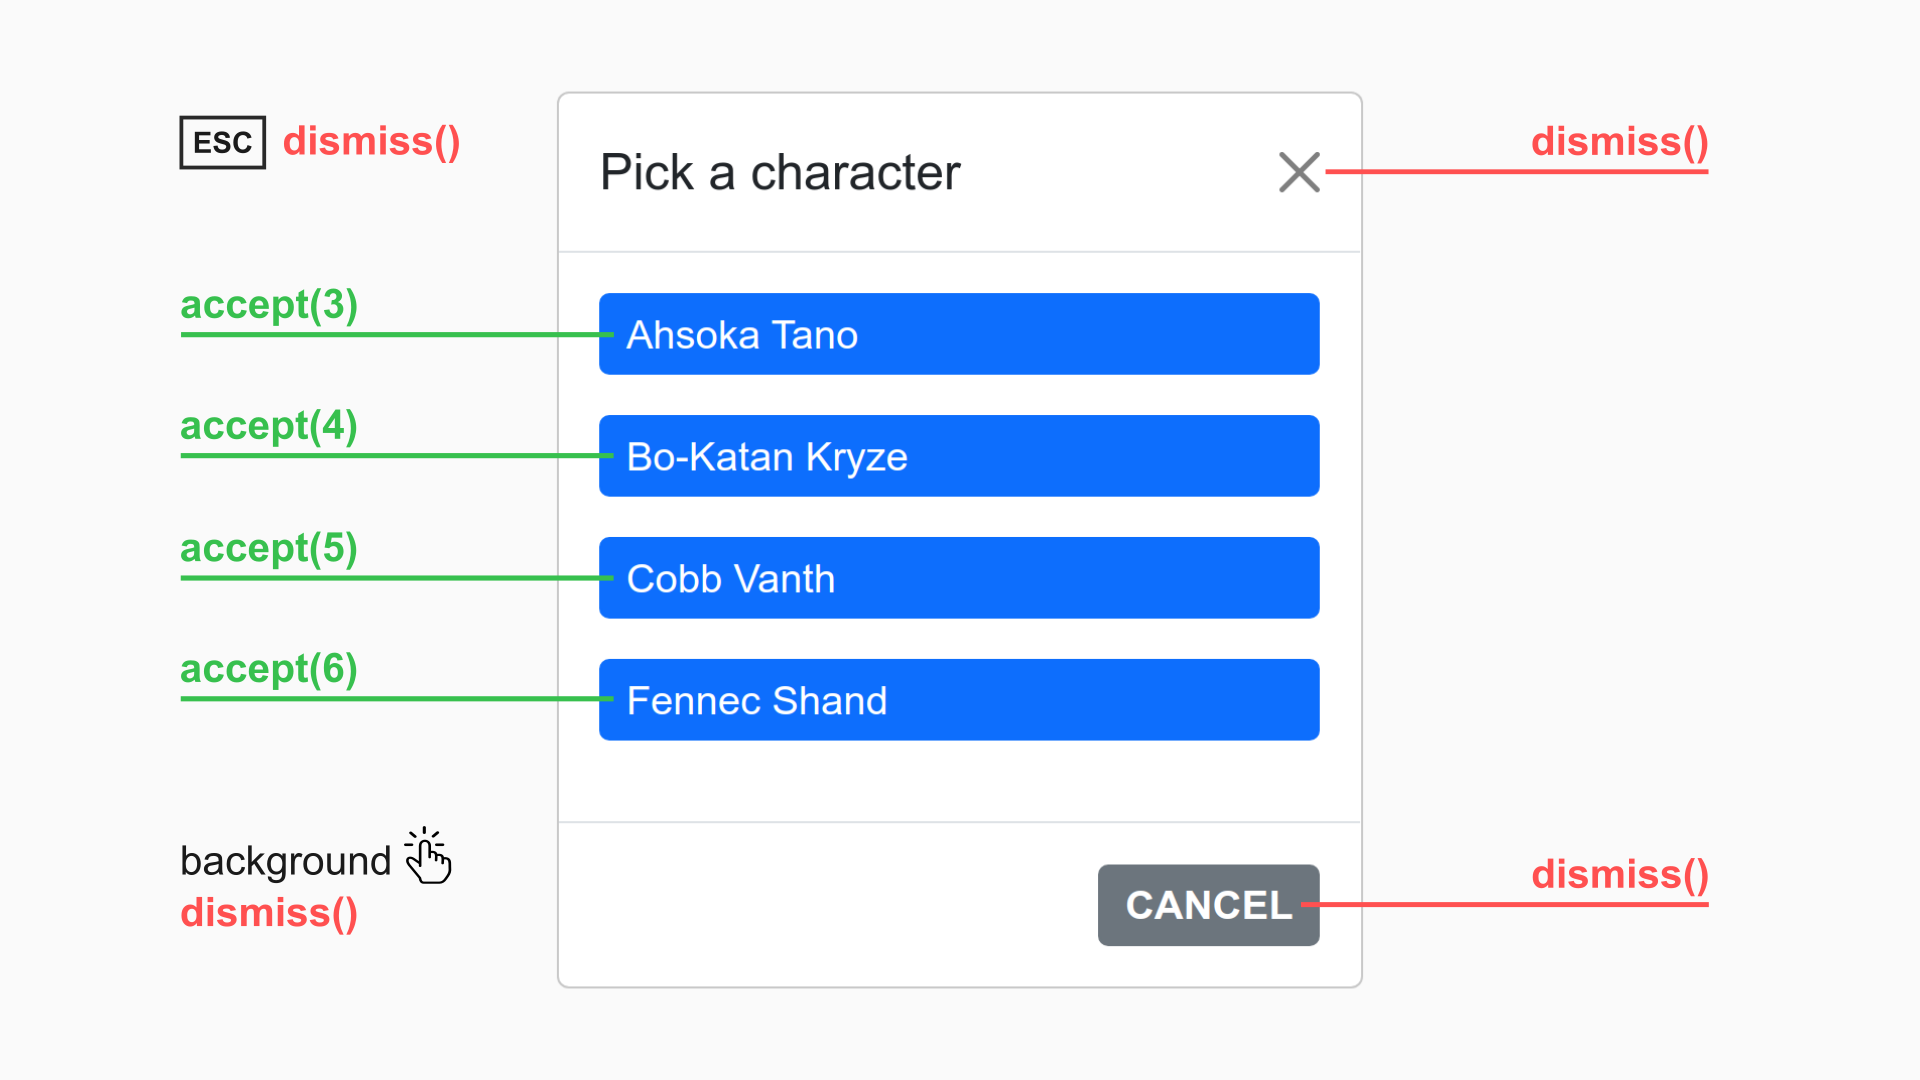 ESC dismiss()
Pick a character
dismiss()
accept(3)
Ahsoka Tano
accept(4)
Bo-Katan Kryze
accept(5)
Cobb Vanth
accept(6)
Fennec Shand
background
dismiss()
CANCEL
dismiss()